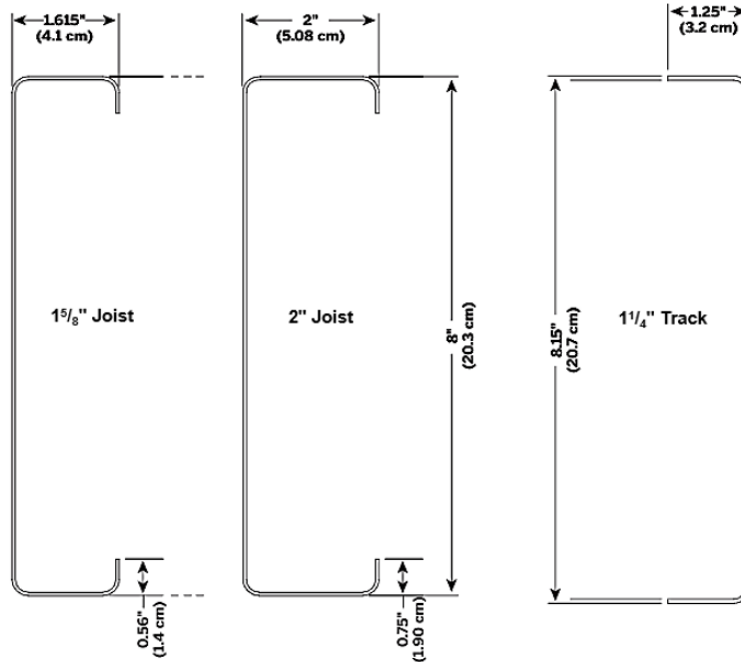 1.615"
(4.1 cm)
2"
(5.08 cm)
1.25"
(3.2 cm)
1⁵/₈" Joist
2" Joist
8"
(20.3 cm)
8.15"
(20.7 cm)
1¹/₄" Track
0.56"
(1.4 cm)
0.75"
(1.90 cm)